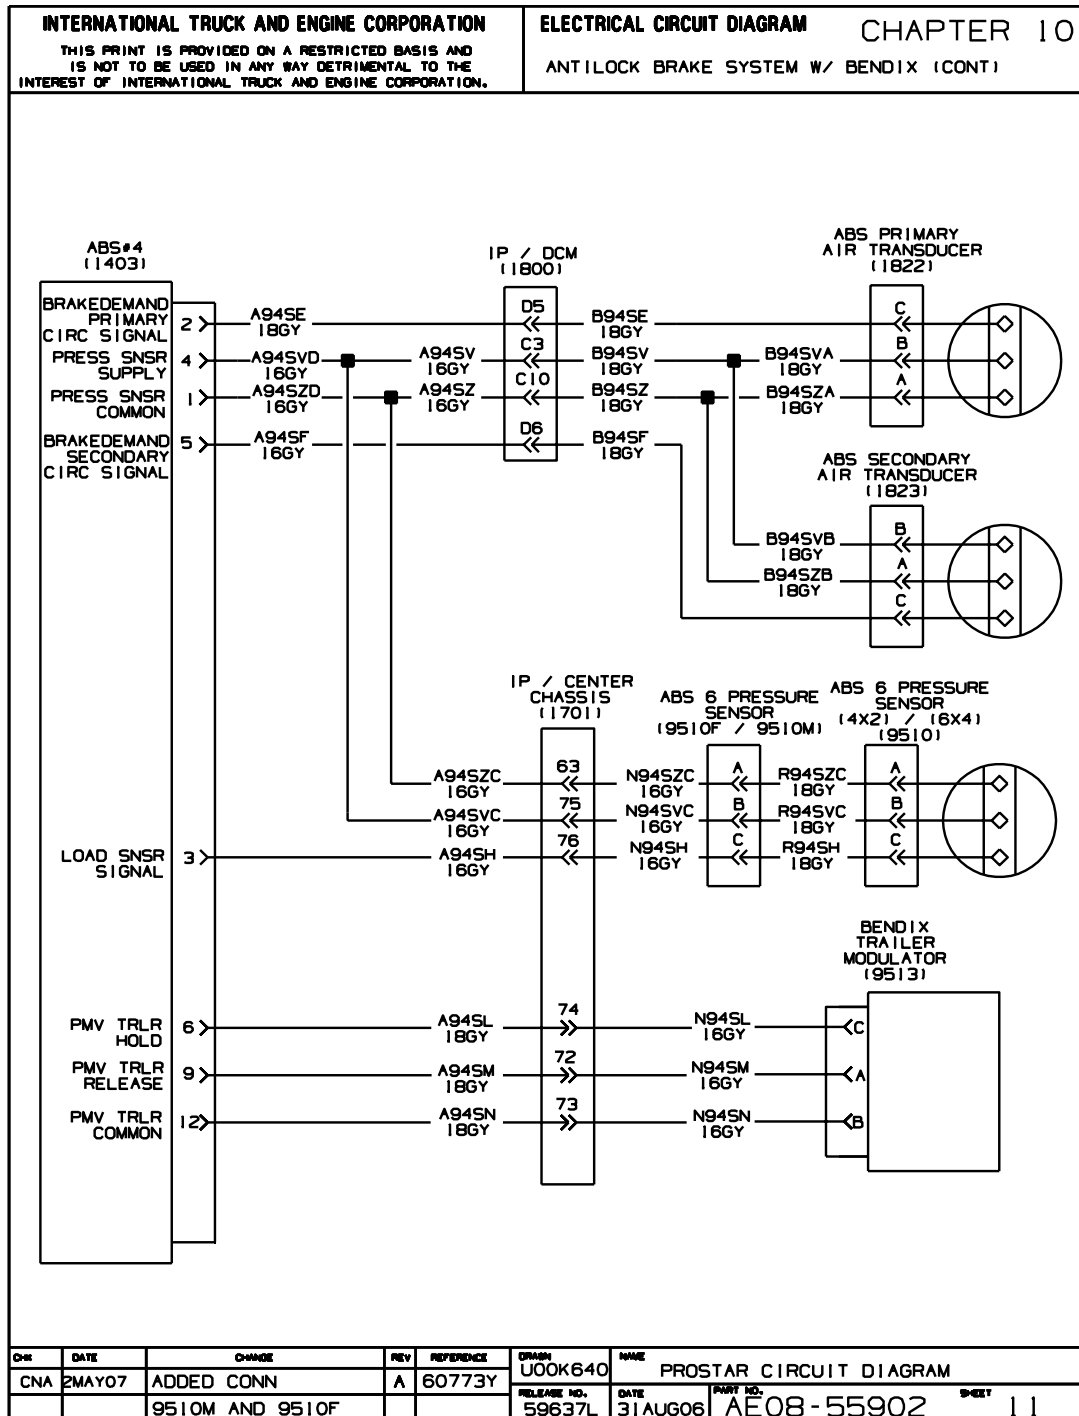 INTERNATIONAL TRUCK AND ENGINE CORPORATION
THIS PRINT IS PROVIDED ON A RESTRICTED BASIS AND
IS NOT TO BE USED IN ANY WAY DETRIMENTAL TO THE
INTEREST OF INTERNATIONAL TRUCK AND ENGINE CORPORATION.
ELECTRICAL CIRCUIT DIAGRAM
CHAPTER 10
ANTILOCK BRAKE SYSTEM W/ BENDIX (CONT)
ABS#4
(1403)
IP / DCM
(1800)
ABS PRIMARY
AIR TRANSDUCER
(1822)
BRAKEDEMAND
PRIMARY
CIRC SIGNAL
2
A94SE
18GY
D5
B94SE
18GY
C
PRESS SNSR
SUPPLY
4
A94SVD
16GY
A94SV
16GY
C3
B94SV
18GY
B94SVA
18GY
B
PRESS SNSR
COMMON
1
A94SZD
16GY
A94SZ
16GY
C10
B94SZ
18GY
B94SZA
18GY
A
BRAKEDEMAND
SECONDARY
CIRC SIGNAL
5
A94SF
16GY
D6
B94SF
18GY
ABS SECONDARY
AIR TRANSDUCER
(1823)
B94SVB
18GY
B
B94SZB
18GY
A
C
IP / CENTER
CHASSIS
(1701)
ABS 6 PRESSURE
SENSOR
(9510F / 9510M)
ABS 6 PRESSURE
SENSOR
(4X2) / (6X4)
(9510)
A94SZC
16GY
63
N94SZC
16GY
A
R94SZC
18GY
A
A94SVC
16GY
75
N94SVC
16GY
B
R94SVC
18GY
B
LOAD SNSR
SIGNAL
3
A94SH
16GY
76
N94SH
16GY
C
R94SH
18GY
C
BENDIX
TRAILER
MODULATOR
(9513)
PMV TRLR
HOLD
6
A94SL
18GY
74
N94SL
16GY
C
PMV TRLR
RELEASE
9
A94SM
18GY
72
N94SM
16GY
A
PMV TRLR
COMMON
12
A94SN
18GY
73
N94SN
16GY
B
CHK DATE CHANGE REV REFERENCE
CNA 2MAY07 ADDED CONN A 60773Y
9510M AND 9510F
DRAWN
U00K640
NAME
PROSTAR CIRCUIT DIAGRAM
RELEASE NO.
59637L
DATE
31AUG06
PART NO.
AE08-55902
SHEET
11